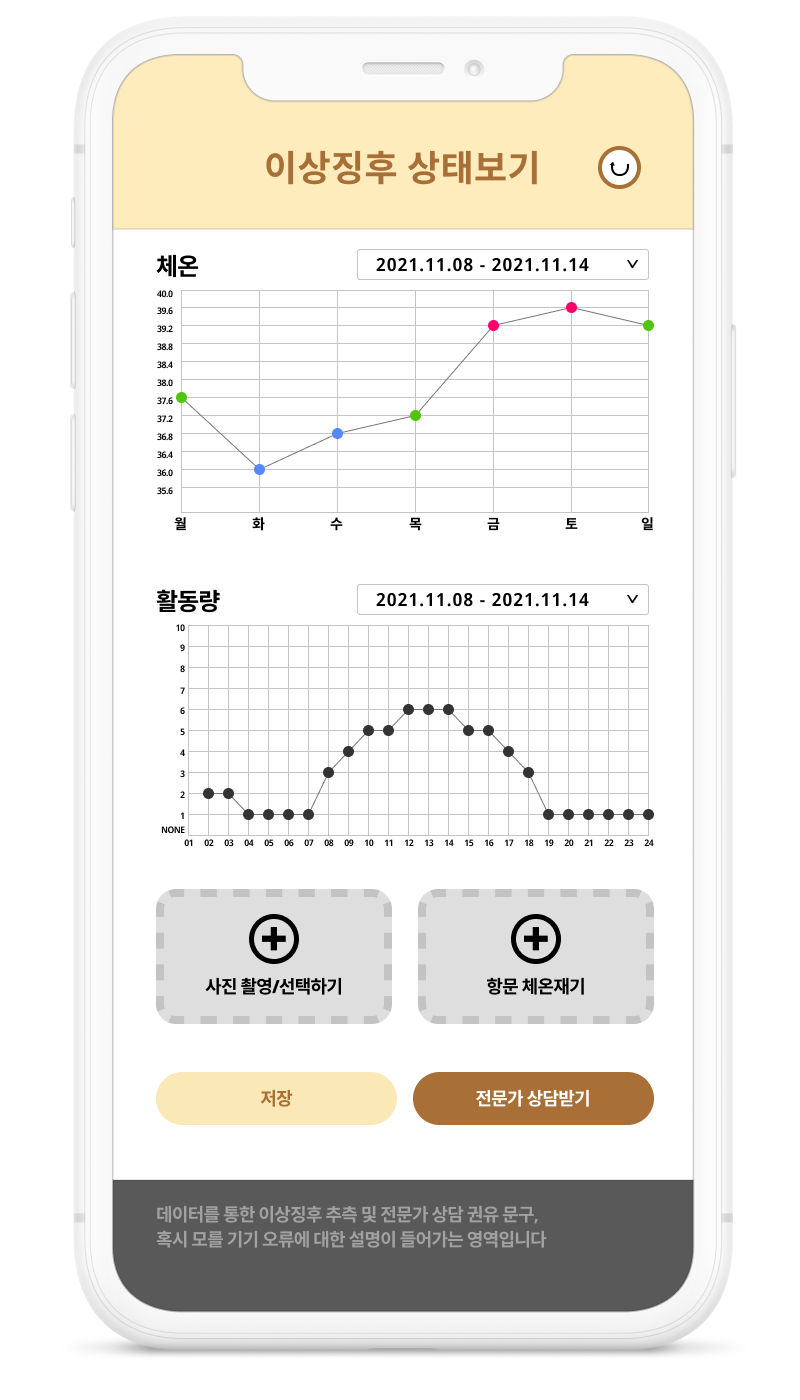 이상징후 상태보기
체온
2021.11.08 - 2021.11.14
40.0
39.6
39.2
38.8
38.4
38.0
37.6
37.2
36.8
36.4
36.0
35.6
월 화 수 목 금 토 일
활동량
2021.11.08 - 2021.11.14
10
9
8
7
6
5
4
3
2
1
NONE
01 02 03 04 05 06 07 08 09 10 11 12 13 14 15 16 17 18 19 20 21 22 23 24
사진 촬영/선택하기
항문 체온재기
저장
전문가 상담받기
데이터를 통한 이상징후 추측 및 전문가 상담 권유 문구,
혹시 모를 기기 오류에 대한 설명이 들어가는 영역입니다